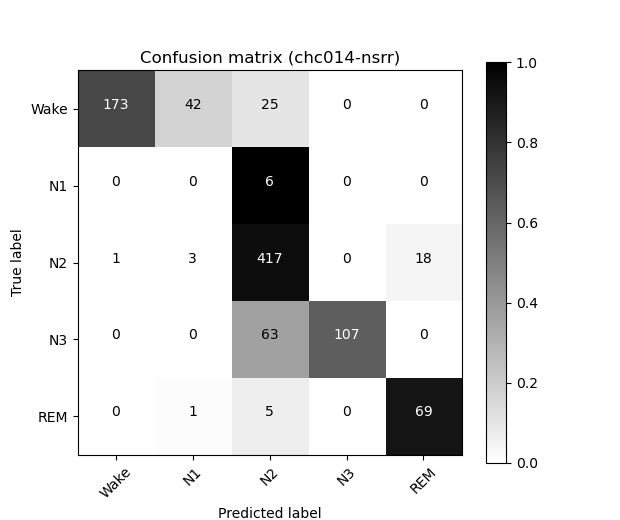 Confusion matrix (chc014-nsrr)
1.0
Wake 173 42 25 0 0
0.8
N1 0 0 6 0 0
0.6
True label
N2 1 3 417 0 18
0.4
N3 0 0 63 107 0
0.2
REM 0 1 5 0 69
0.0
Wake N1 N2 N3 REM
Predicted label